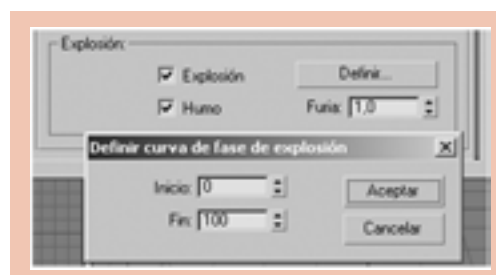 Explosión:
Explosión
Definir...
Humo
Furia: 1,0
Definir curva de fase de explosión
Inicio: 0
Aceptar
Fin: 100
Cancelar